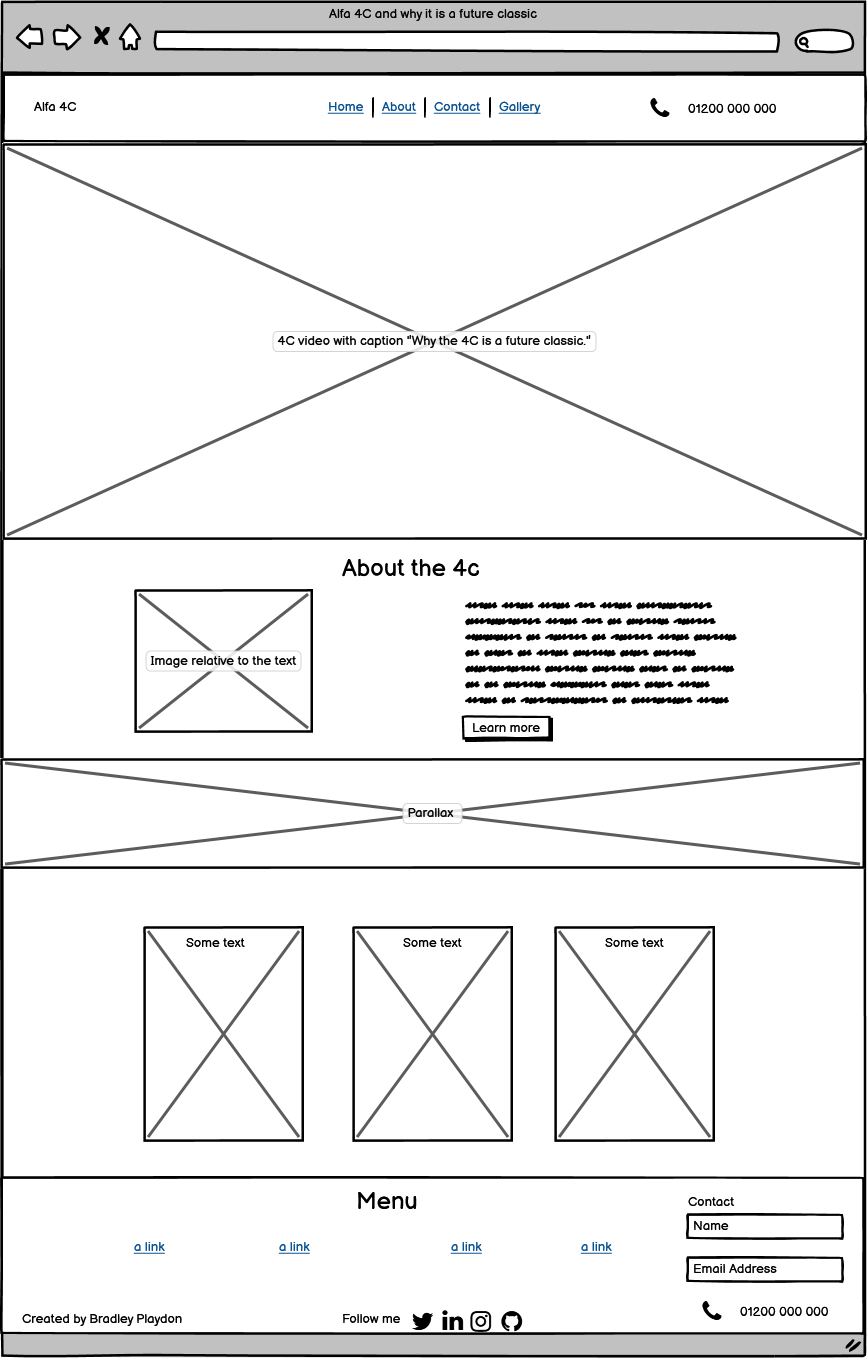 Alfa 4C and why it is a future classic
Alfa 4C
Home | About | Contact | Gallery
01200 000 000
4C video with caption "Why the 4C is a future classic."
About the 4c
Image relative to the text
Learn more
Parallax
Some text
Some text
Some text
Menu
a link
a link
a link
a link
Contact
Name
Email Address
01200 000 000
Created by Bradley Playdon
Follow me